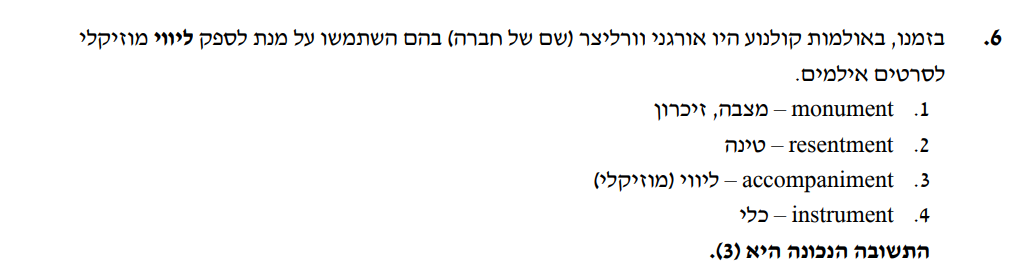 6. בזמנו, באולמות קולנוע היו אורגני וורליצר (שם של חברה) בהם השתמשו על מנת לספק ליווי מוזיקלי
לסרטים אילמים.
1. monument – מצבה, זיכרון
2. resentment – טינה
3. accompaniment – ליווי (מוזיקלי)
4. instrument – כלי
התשובה הנכונה היא (3).